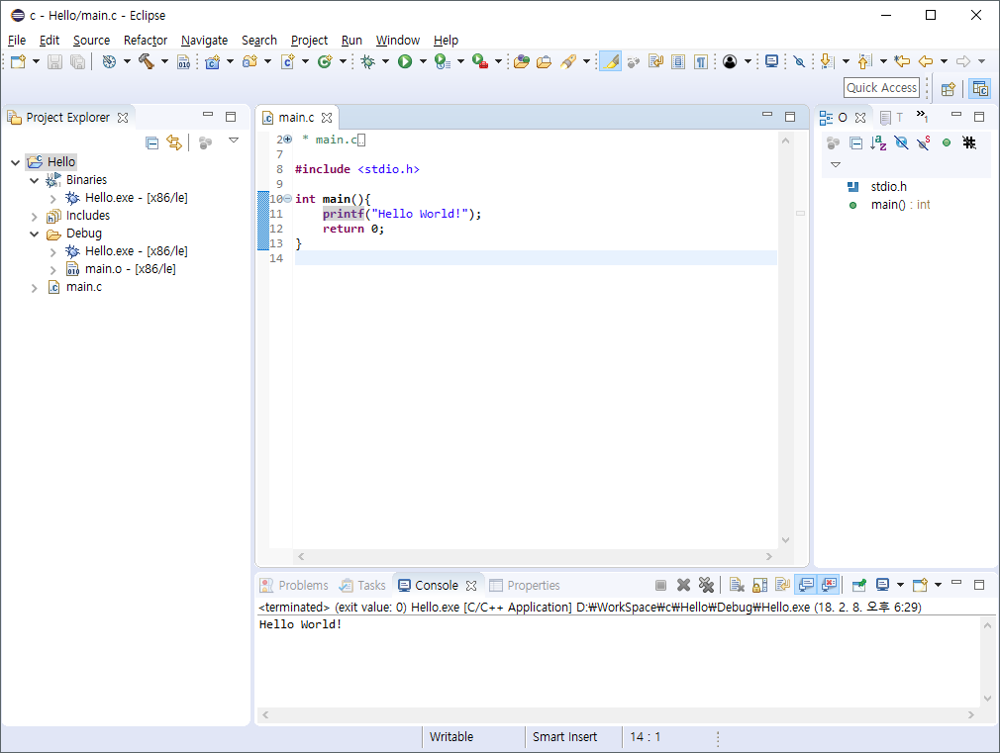 c - Hello/main.c - Eclipse
File Edit Source Refactor Navigate Search Project Run Window Help
Quick Access
Project Explorer
Hello
Binaries
Hello.exe - [x86/le]
Includes
Debug
Hello.exe - [x86/le]
main.o - [x86/le]
main.c
main.c
2 * main.c
7
8 #include <stdio.h>
9
10 int main(){
11 printf("Hello World!");
12 return 0;
13 }
14
O T »1
stdio.h
main() : int
Problems Tasks Console Properties
<terminated> (exit value: 0) Hello.exe [C/C++ Application] D:₩WorkSpace₩c₩Hello₩Debug₩Hello.exe (18. 2. 8. 오후 6:29)
Hello World!
Writable Smart Insert 14 : 1